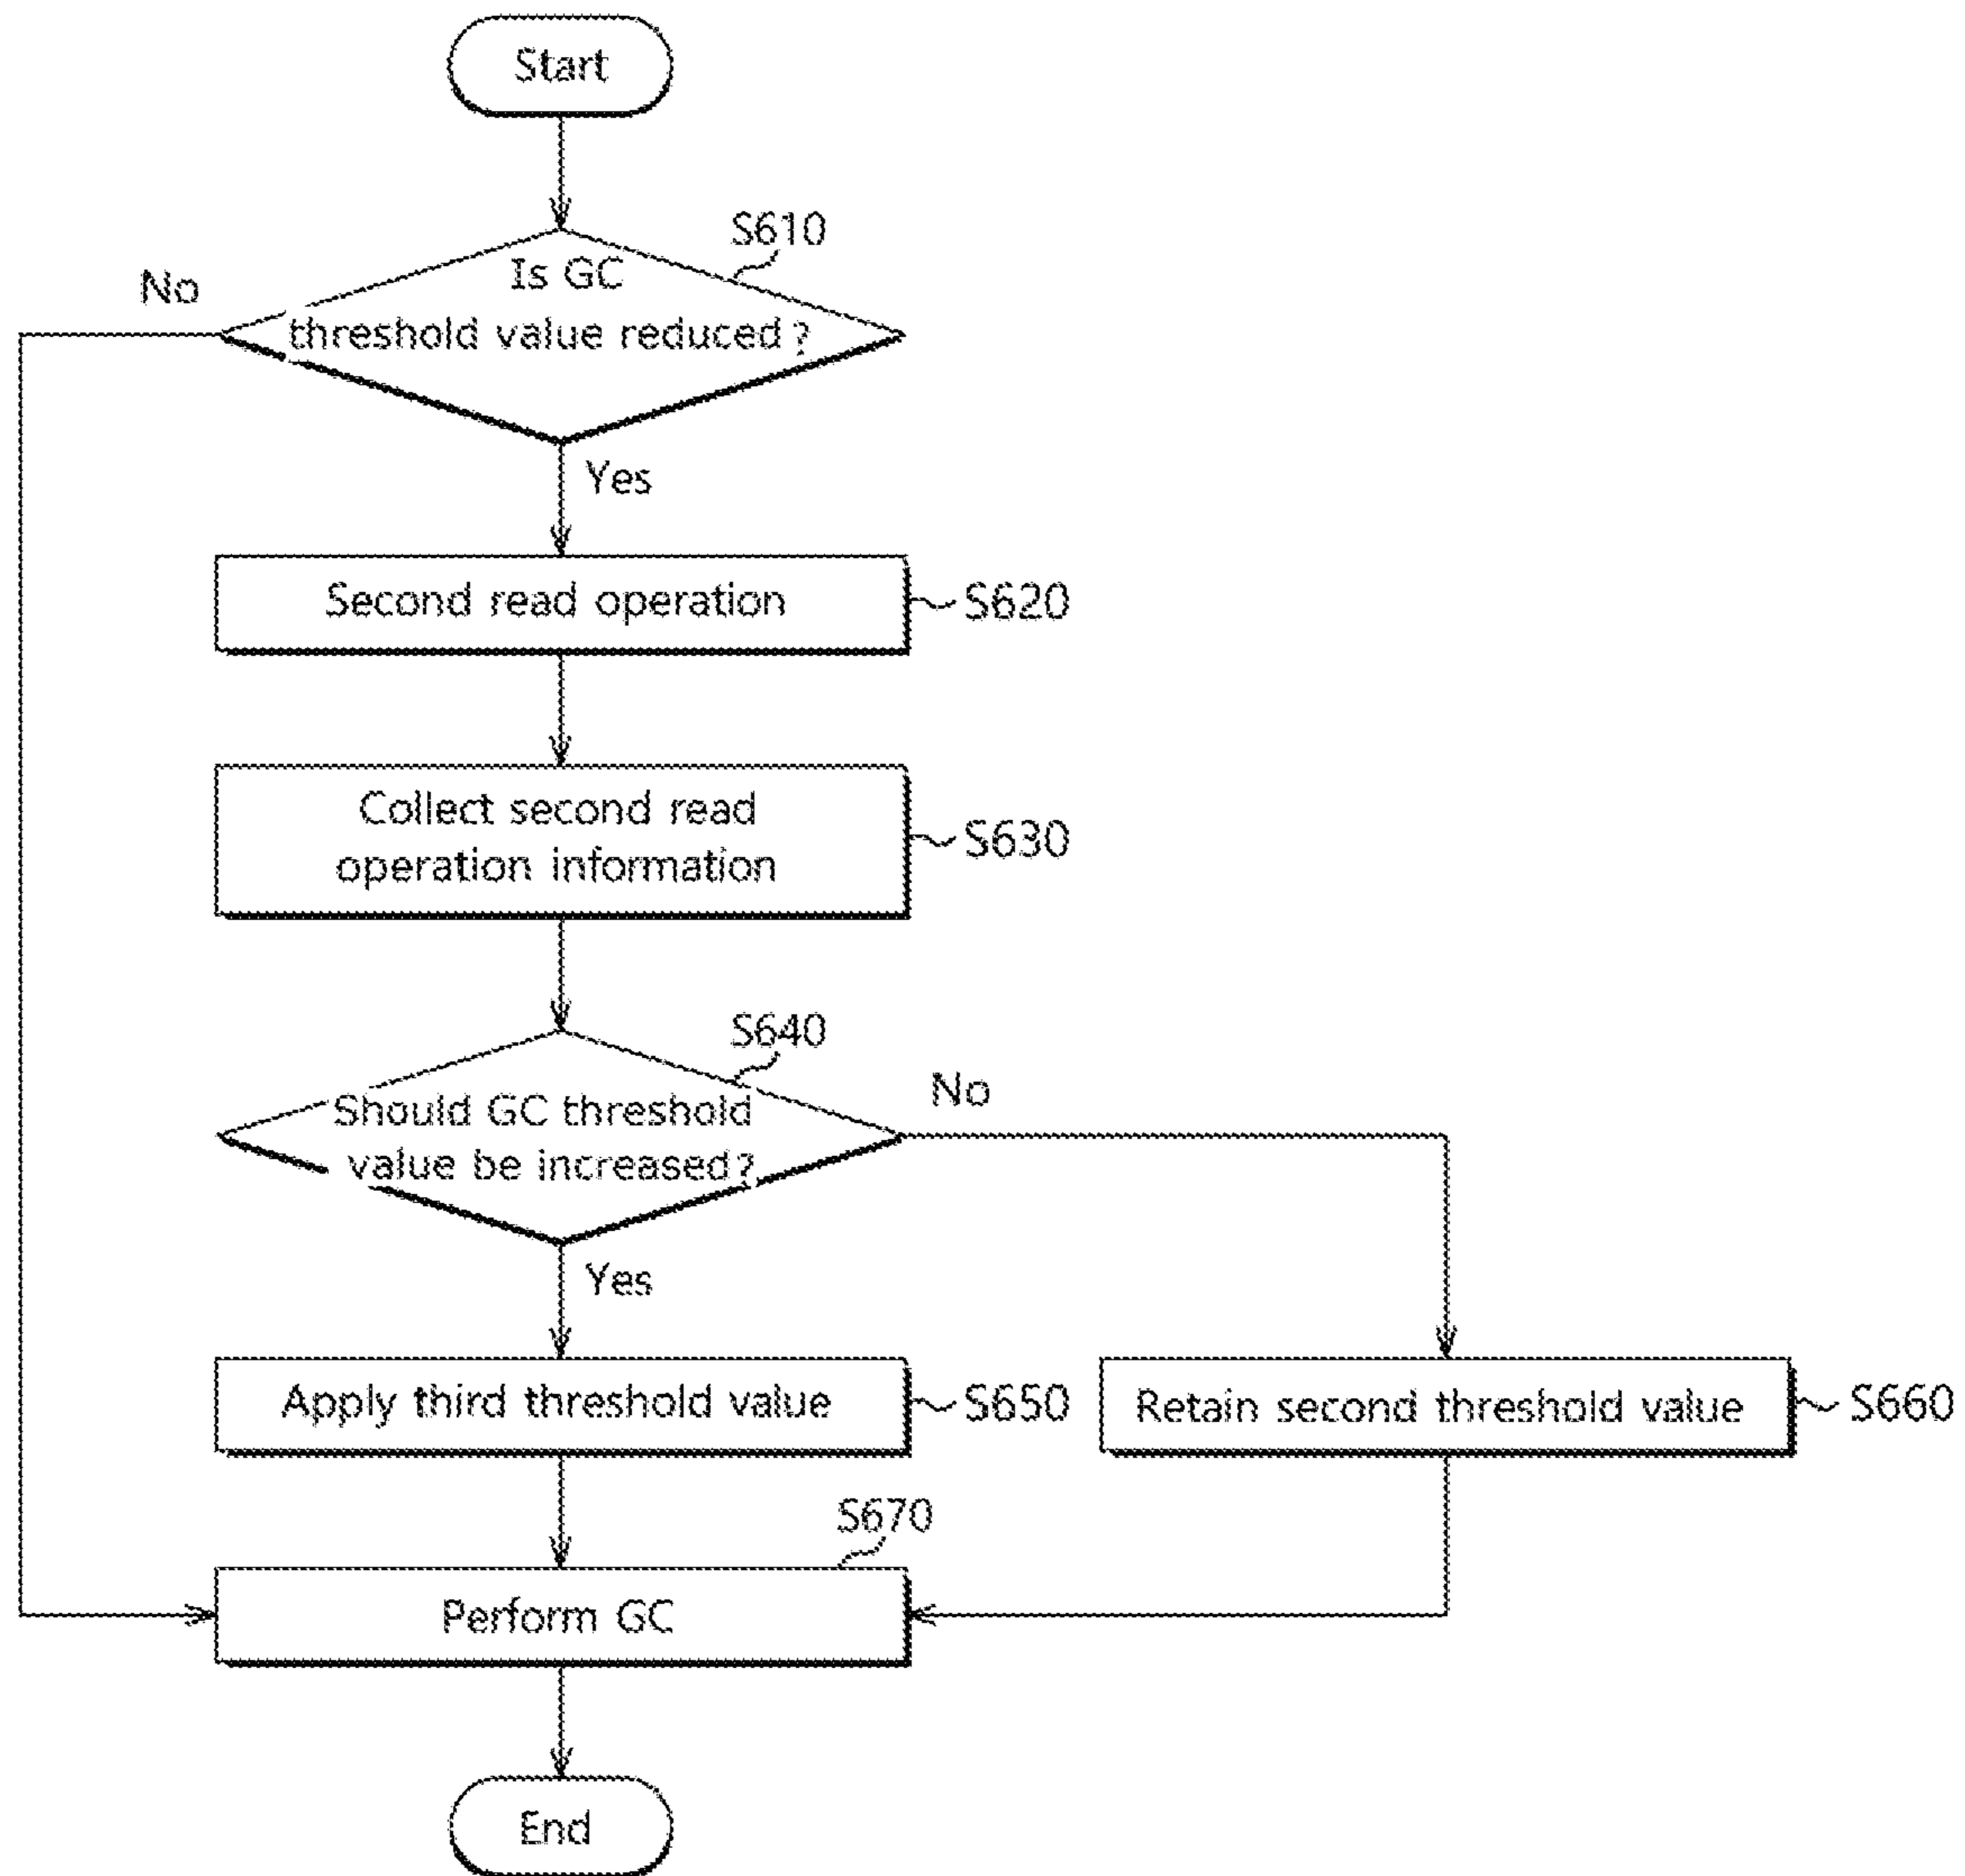 Start
S610
No
Is GC
threshold value reduced?
Yes
Second read operation
S620
Collect second read
operation information
S630
S640
Should GC threshold
value be increased?
No
Yes
Apply third threshold value
S650
Retain second threshold value
S660
S670
Perform GC
End